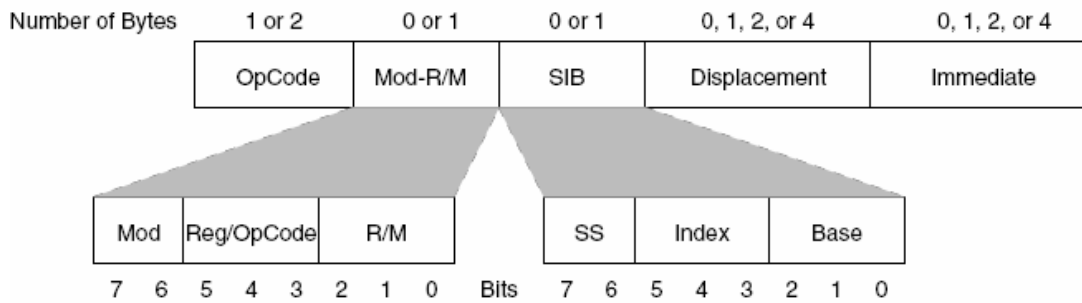 Number of Bytes 1 or 2 0 or 1 0 or 1 0, 1, 2, or 4 0, 1, 2, or 4
OpCode Mod-R/M SIB Displacement Immediate
Mod Reg/OpCode R/M SS Index Base
7 6 5 4 3 2 1 0 Bits 7 6 5 4 3 2 1 0